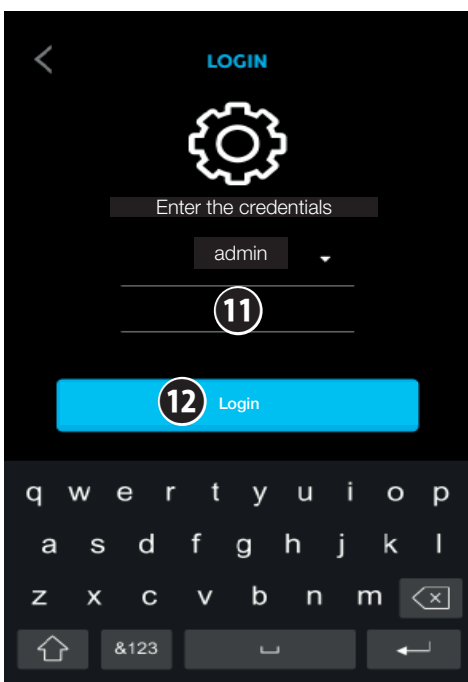 LOGIN
Enter the credentials
admin
11
12 Login
q w e r t y u i o p
a s d f g h j k l
z x c v b n m
&123